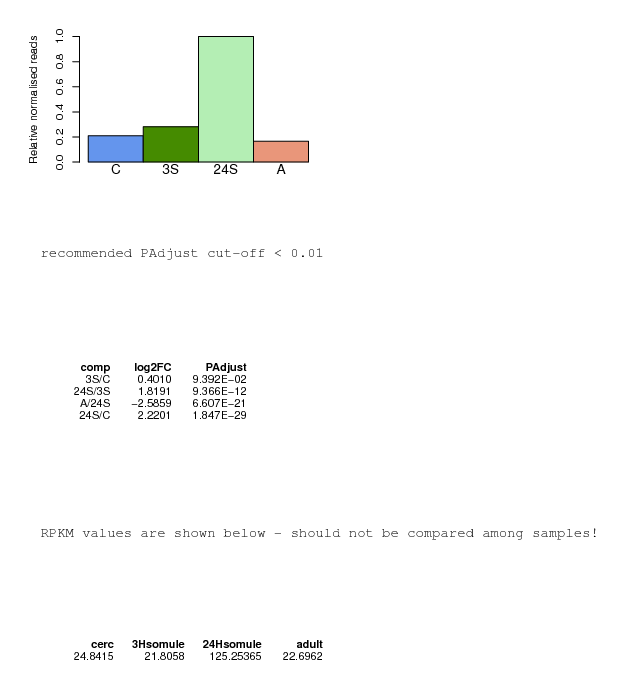 Relative normalised reads
1.0
0.8
0.6
0.4
0.2
0.0
C 3S 24S A
recommended PAdjust cut-off < 0.01
comp log2FC PAdjust
3S/C 0.4010 9.392E-02
24S/3S 1.8191 9.366E-12
A/24S -2.5859 6.607E-21
24S/C 2.2201 1.847E-29
RPKM values are shown below - should not be compared among samples!
cerc 3Hsomule 24Hsomule adult
24.8415 21.8058 125.25365 22.6962